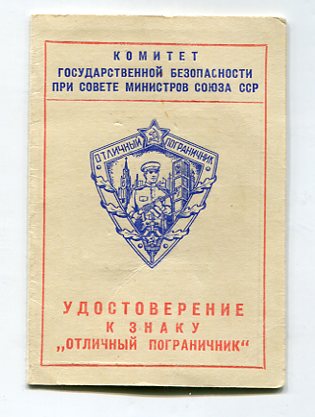 КОМИТЕТ
ГОСУДАРСТВЕННОЙ БЕЗОПАСНОСТИ
ПРИ СОВЕТЕ МИНИСТРОВ СОЮЗА ССР
ОТЛИЧНЫЙ ПОГРАНИЧНИК
УДОСТОВЕРЕНИЕ
К ЗНАКУ
„ОТЛИЧНЫЙ ПОГРАНИЧНИК“